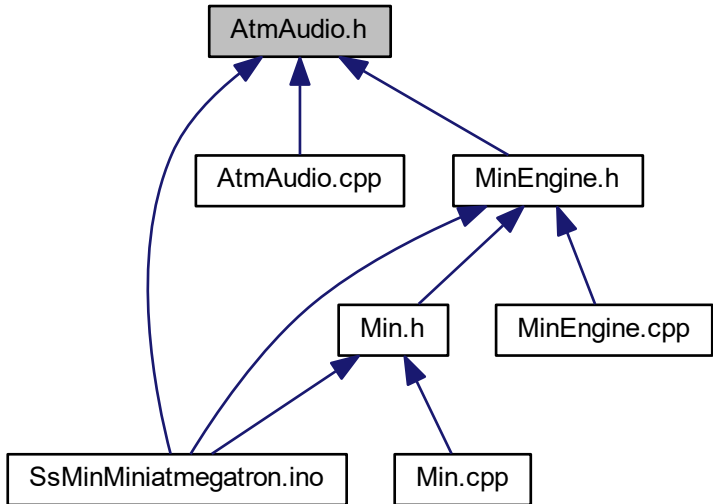 AtmAudio.h
AtmAudio.cpp
MinEngine.h
Min.h
MinEngine.cpp
SsMinMiniatmegatron.ino
Min.cpp